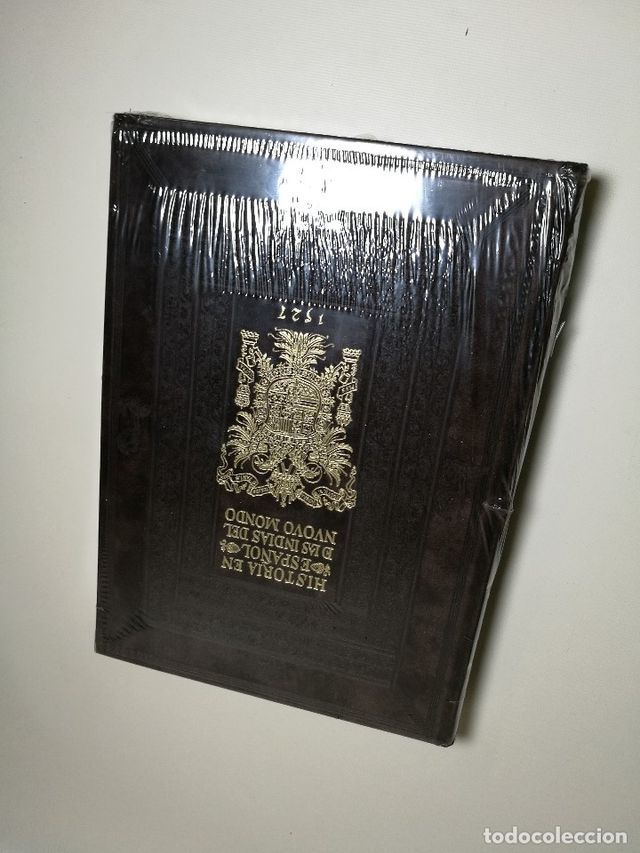 HISTORIA EN
ESPAÑOL
D LAS INDIAS DEL
NVOVO MONDO
1527
todocoleccion